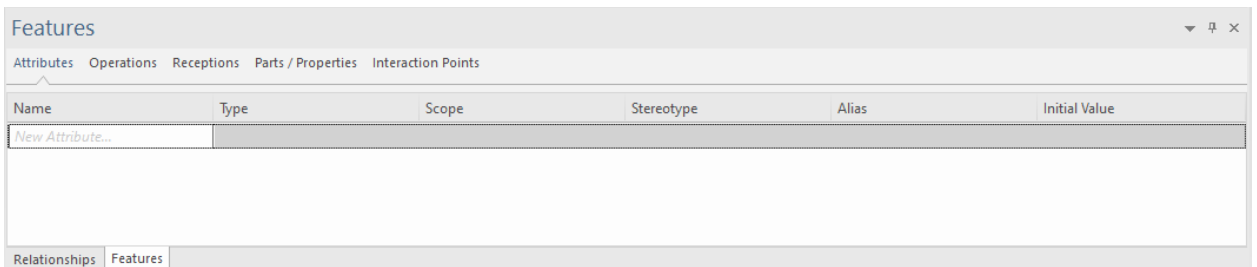 Features
Attributes Operations Receptions Parts / Properties Interaction Points
Name Type Scope Stereotype Alias Initial Value
New Attribute...
Relationships Features